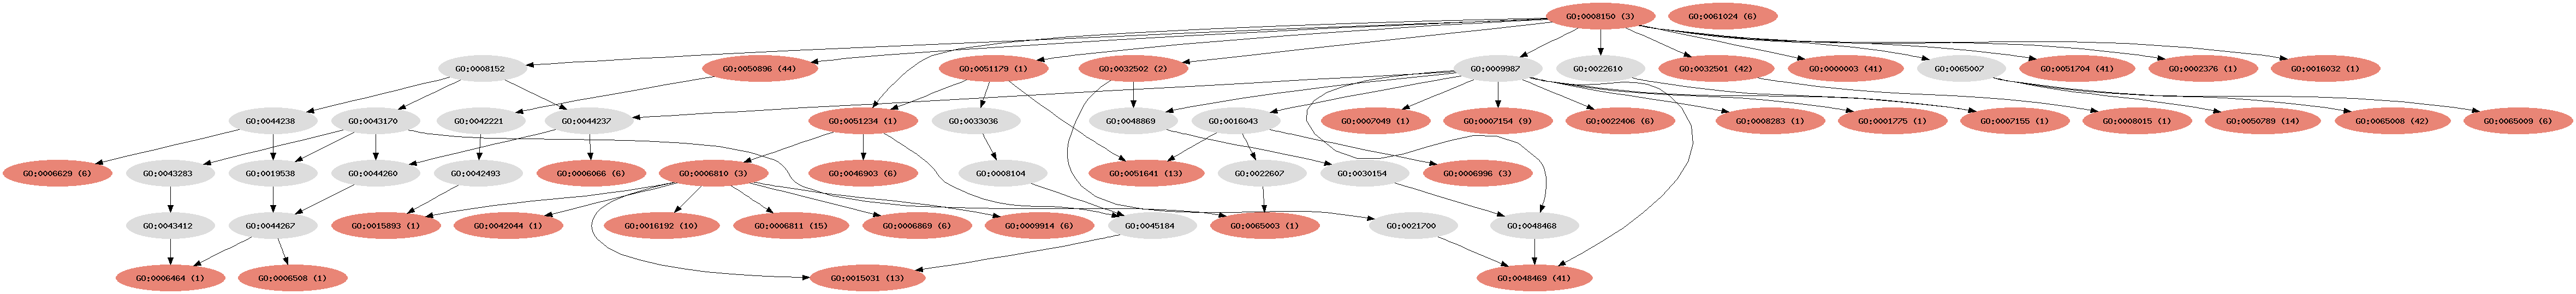 GO:0008150 (3)
GO:0061024 (6)
GO:0008152
GO:0050896 (44)
GO:0051179 (1)
GO:0032502 (2)
GO:0009987
GO:0022610
GO:0032501 (42)
GO:0000003 (41)
GO:0065007
GO:0051704 (41)
GO:0002376 (1)
GO:0016032 (1)
GO:0044238
GO:0043170
GO:0042221
GO:0044237
GO:0051234 (1)
GO:0033036
GO:0048869
GO:0016043
GO:0007049 (1)
GO:0007154 (9)
GO:0022406 (6)
GO:0008283 (1)
GO:0001775 (1)
GO:0007155 (1)
GO:0008015 (1)
GO:0050789 (14)
GO:0065008 (42)
GO:0065009 (6)
GO:0006629 (6)
GO:0043283
GO:0019538
GO:0044260
GO:0042493
GO:0006066 (6)
GO:0006810 (3)
GO:0046903 (6)
GO:0008104
GO:0051641 (13)
GO:0022607
GO:0030154
GO:0006996 (3)
GO:0043412
GO:0044267
GO:0015893 (1)
GO:0042044 (1)
GO:0016192 (10)
GO:0006811 (15)
GO:0006869 (6)
GO:0009914 (6)
GO:0045184
GO:0065003 (1)
GO:0021700
GO:0048468
GO:0006464 (1)
GO:0006508 (1)
GO:0015031 (13)
GO:0048469 (41)